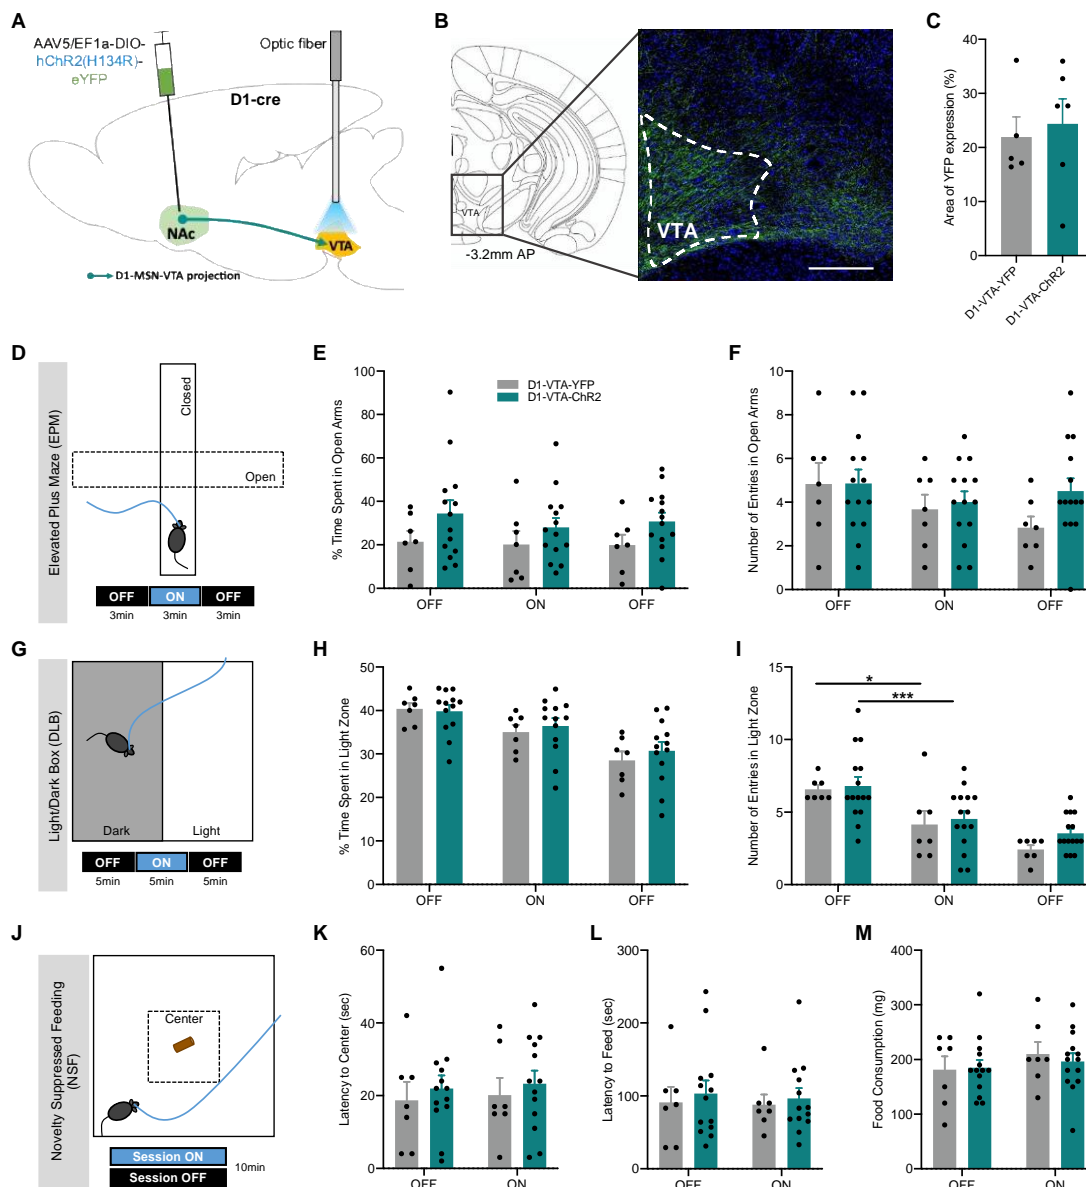 A
AAV5/EF1a-DIO-
hChR2(H134R)-
eYFP
Optic fiber
D1-cre
NAc
VTA
D1-MSN-VTA projection
B
VTA
-3.2mm AP
VTA
C
Area of YFP expression (%)
40
30
20
10
0
D1-VTA-YFP
D1-VTA-ChR2
D
Elevated Plus Maze (EPM)
Closed
Open
OFF ON OFF
3min 3min 3min
E
% Time Spent in Open Arms
100
80
60
40
20
0
D1-VTA-YFP
D1-VTA-ChR2
OFF ON OFF
F
Number of Entries in Open Arms
10
8
6
4
2
0
OFF ON OFF
G
Light/Dark Box (DLB)
Dark Light
OFF ON OFF
5min 5min 5min
H
% Time Spent in Light Zone
50
40
30
20
10
0
OFF ON OFF
I
Number of Entries in Light Zone
15
10
5
0
*
***
OFF ON OFF
J
Novelty Suppressed Feeding
(NSF)
Center
Session ON
Session OFF
10min
K
Latency to Center (sec)
60
40
20
0
OFF ON
L
Latency to Feed (sec)
300
200
100
0
OFF ON
M
Food Consumption (mg)
400
300
200
100
0
OFF ON